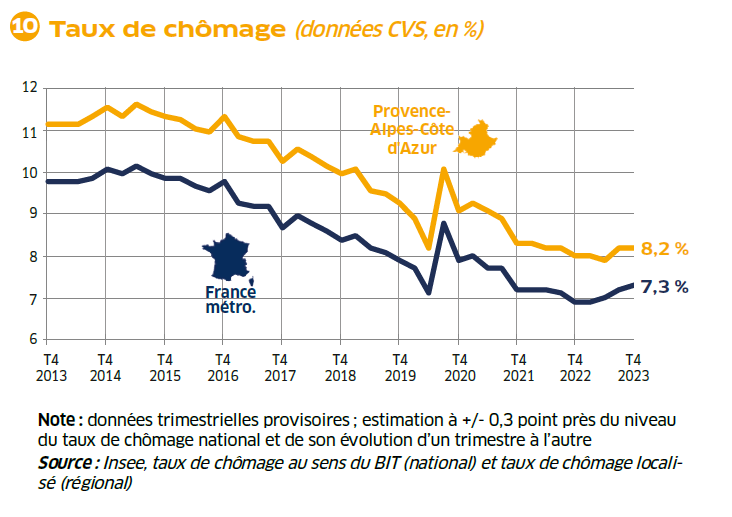 10 Taux de chômage (données CVS, en %)
12
11
10
9
8
7
6
Provence-
Alpes-Côte
d'Azur
France
métro.
8,2 %
7,3 %
T4 T4 T4 T4 T4 T4 T4 T4 T4 T4 T4
2013 2014 2015 2016 2017 2018 2019 2020 2021 2022 2023
Note : données trimestrielles provisoires ; estimation à +/- 0,3 point près du niveau
du taux de chômage national et de son évolution d'un trimestre à l'autre
Source : Insee, taux de chômage au sens du BIT (national) et taux de chômage locali-
sé (régional)